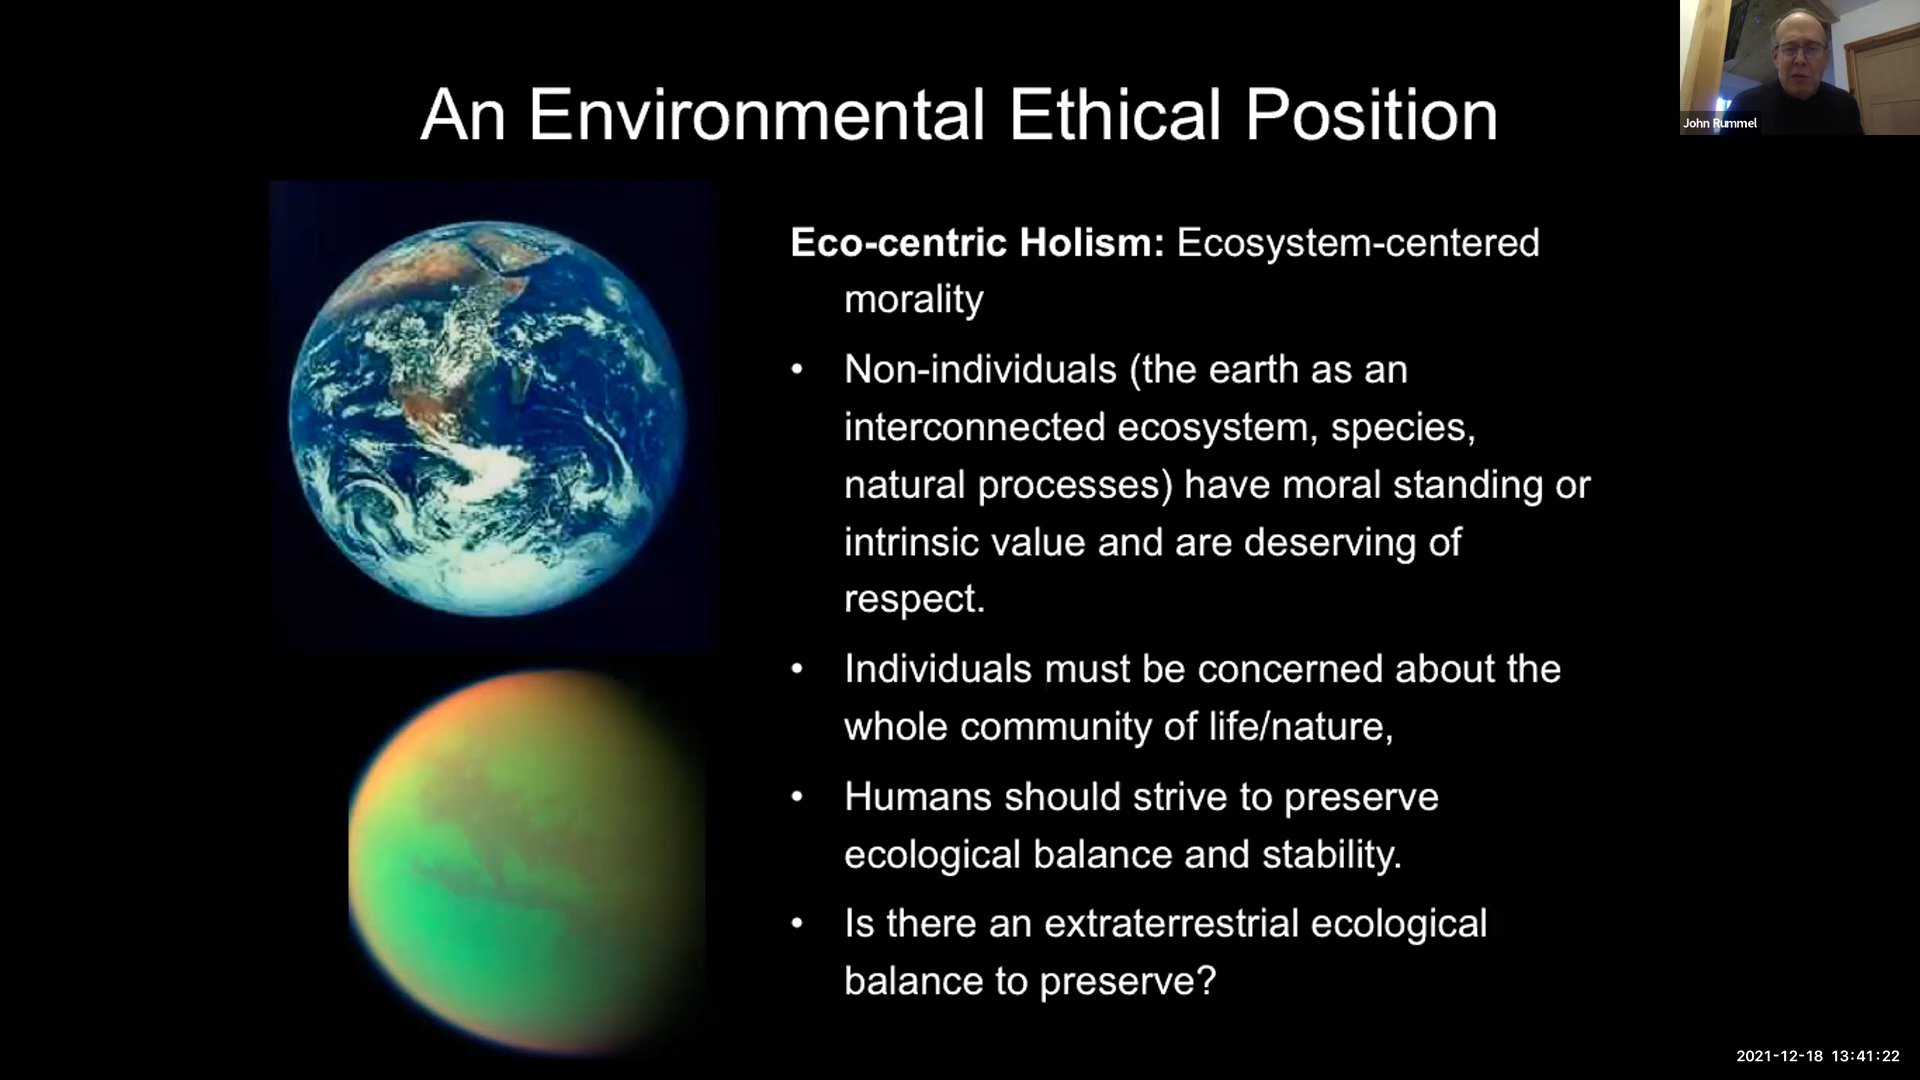 An Environmental Ethical Position
John Rummel
Eco-centric Holism: Ecosystem-centered
morality
• Non-individuals (the earth as an
interconnected ecosystem, species,
natural processes) have moral standing or
intrinsic value and are deserving of
respect.
• Individuals must be concerned about the
whole community of life/nature,
• Humans should strive to preserve
ecological balance and stability.
• Is there an extraterrestrial ecological
balance to preserve?
2021-12-18 13:41:22